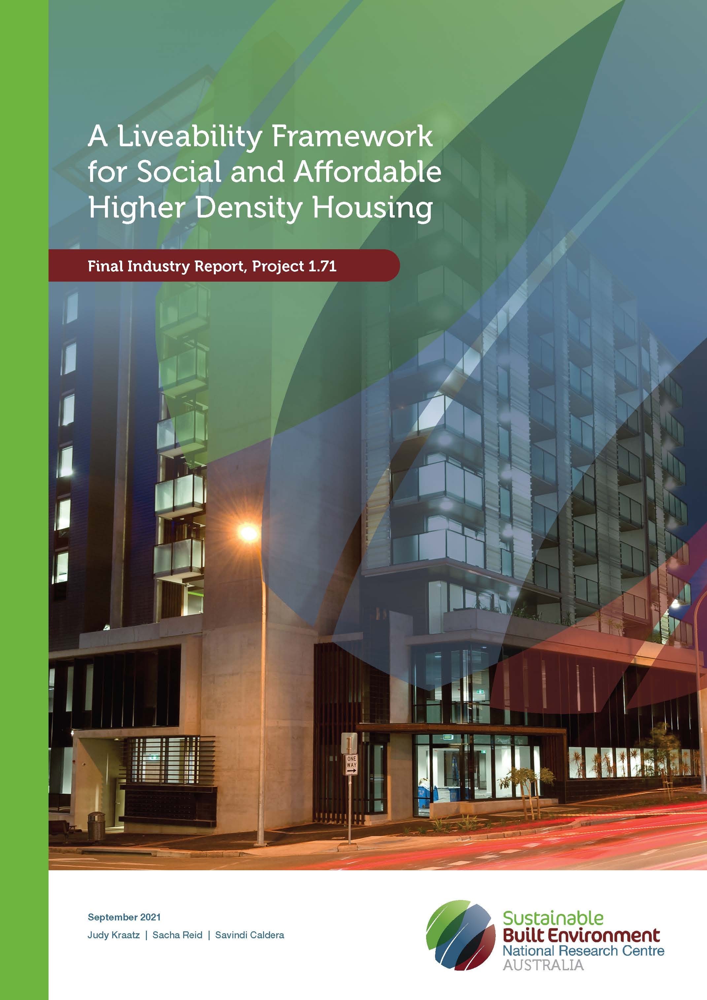 A Liveability Framework
for Social and Affordable
Higher Density Housing
Final Industry Report, Project 1.71
ONE
WAY
September 2021
Judy Kraatz | Sacha Reid | Savindi Caldera
Sustainable
Built Environment
National Research Centre
AUSTRALIA